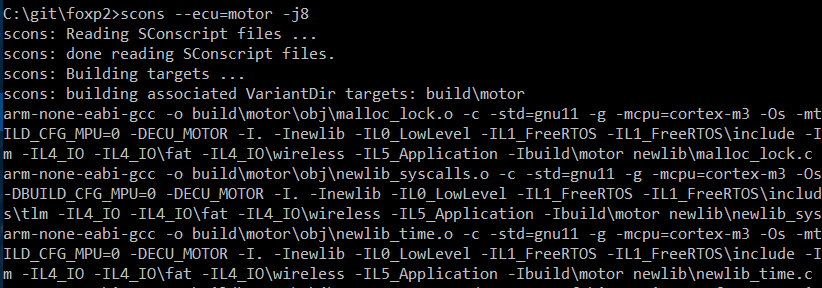 C:\git\foxp2>scons --ecu=motor -j8
scons: Reading SConscript files ...
scons: done reading SConscript files.
scons: Building targets ...
scons: building associated VariantDir targets: build\motor
arm-none-eabi-gcc -o build\motor\obj\malloc_lock.o -c -std=gnu11 -g -mcpu=cortex-m3 -Os -mt
ILD_CFG_MPU=0 -DECU_MOTOR -I. -Inewlib -IL0_LowLevel -IL1_FreeRTOS -IL1_FreeRTOS\include -I
m -IL4_IO -IL4_IO\fat -IL4_IO\wireless -IL5_Application -Ibuild\motor newlib\malloc_lock.c
arm-none-eabi-gcc -o build\motor\obj\newlib_syscalls.o -c -std=gnu11 -g -mcpu=cortex-m3 -Os
-DBUILD_CFG_MPU=0 -DECU_MOTOR -I. -Inewlib -IL0_LowLevel -IL1_FreeRTOS -IL1_FreeRTOS\includ
s\tlm -IL4_IO -IL4_IO\fat -IL4_IO\wireless -IL5_Application -Ibuild\motor newlib\newlib_sys
arm-none-eabi-gcc -o build\motor\obj\newlib_time.o -c -std=gnu11 -g -mcpu=cortex-m3 -Os -mt
ILD_CFG_MPU=0 -DECU_MOTOR -I. -Inewlib -IL0_LowLevel -IL1_FreeRTOS -IL1_FreeRTOS\include -I
m -IL4_IO -IL4_IO\fat -IL4_IO\wireless -IL5_Application -Ibuild\motor newlib\newlib_time.c